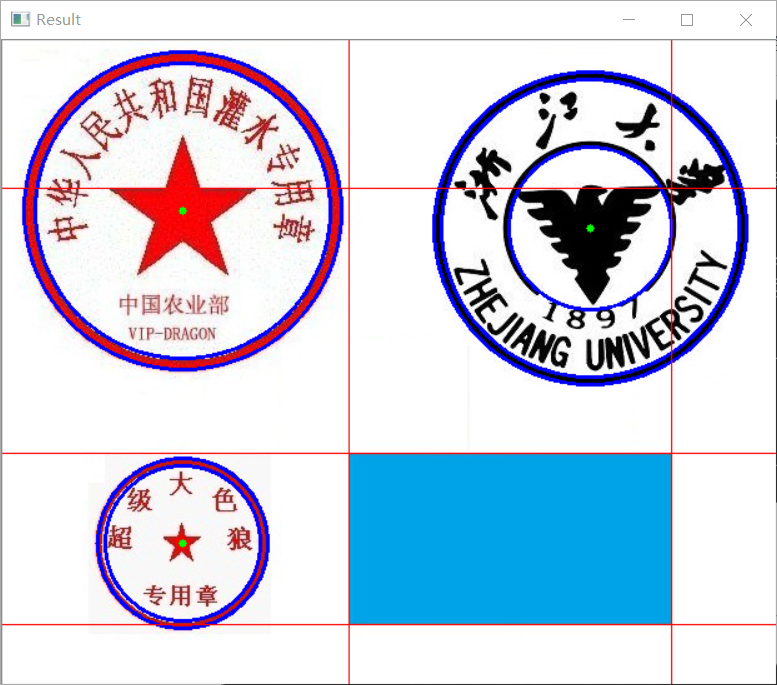 Result
中华人民共和国灌水专用章
中国农业部
VIP-DRAGON
浙江大學
1897
ZHEJIANG UNIVERSITY
超级大色狼
专用章